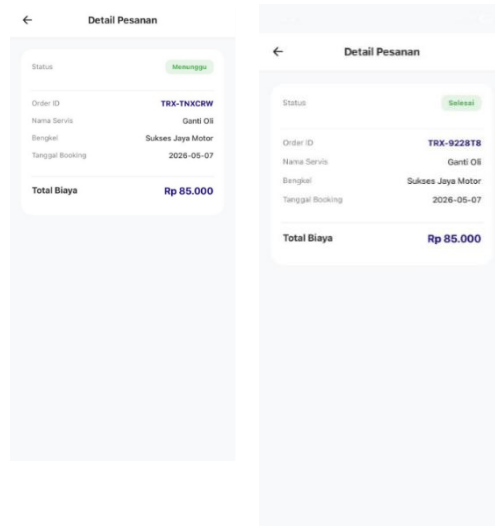 Detail Pesanan
Status Menunggu
Order ID TRX-TNXCRW
Nama Servis Ganti Oli
Bengkel Sukses Jaya Motor
Tanggal Booking 2026-05-07
Total Biaya Rp 85.000
Detail Pesanan
Status Selesai
Order ID TRX-9228T8
Nama Servis Ganti Oli
Bengkel Sukses Jaya Motor
Tanggal Booking 2026-05-07
Total Biaya Rp 85.000